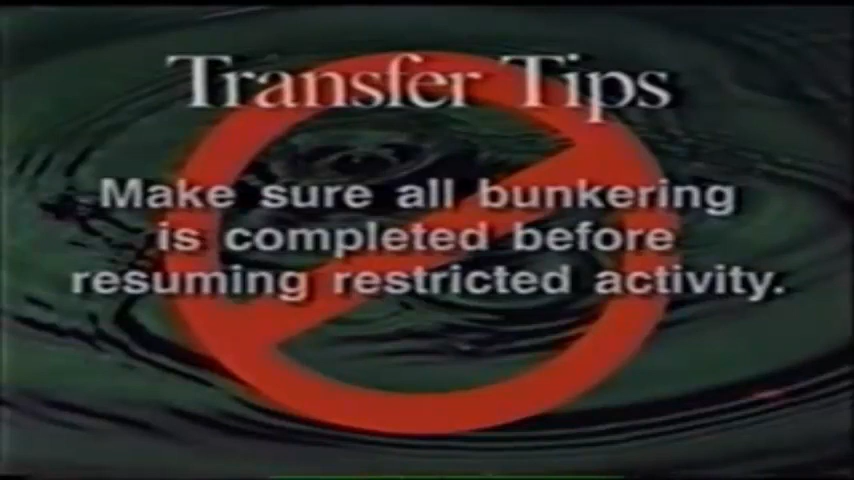 Transfer Tips
Make sure all bunkering
is completed before
resuming restricted activity.